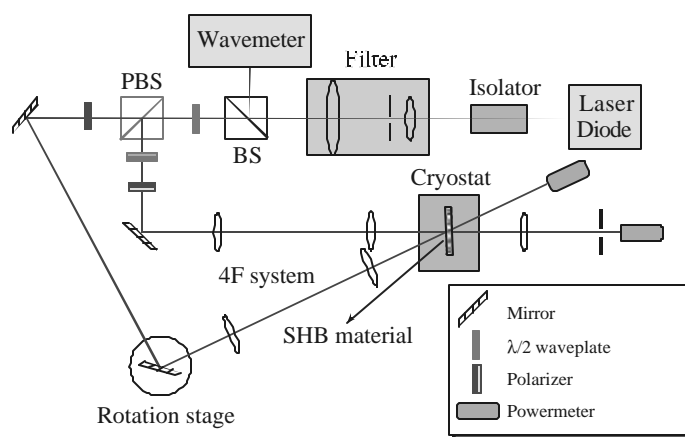 Wavemeter
Filter
PBS
Isolator
Laser
Diode
BS
Cryostat
4F system
SHB material
Rotation stage
Mirror
λ/2 waveplate
Polarizer
Powermeter